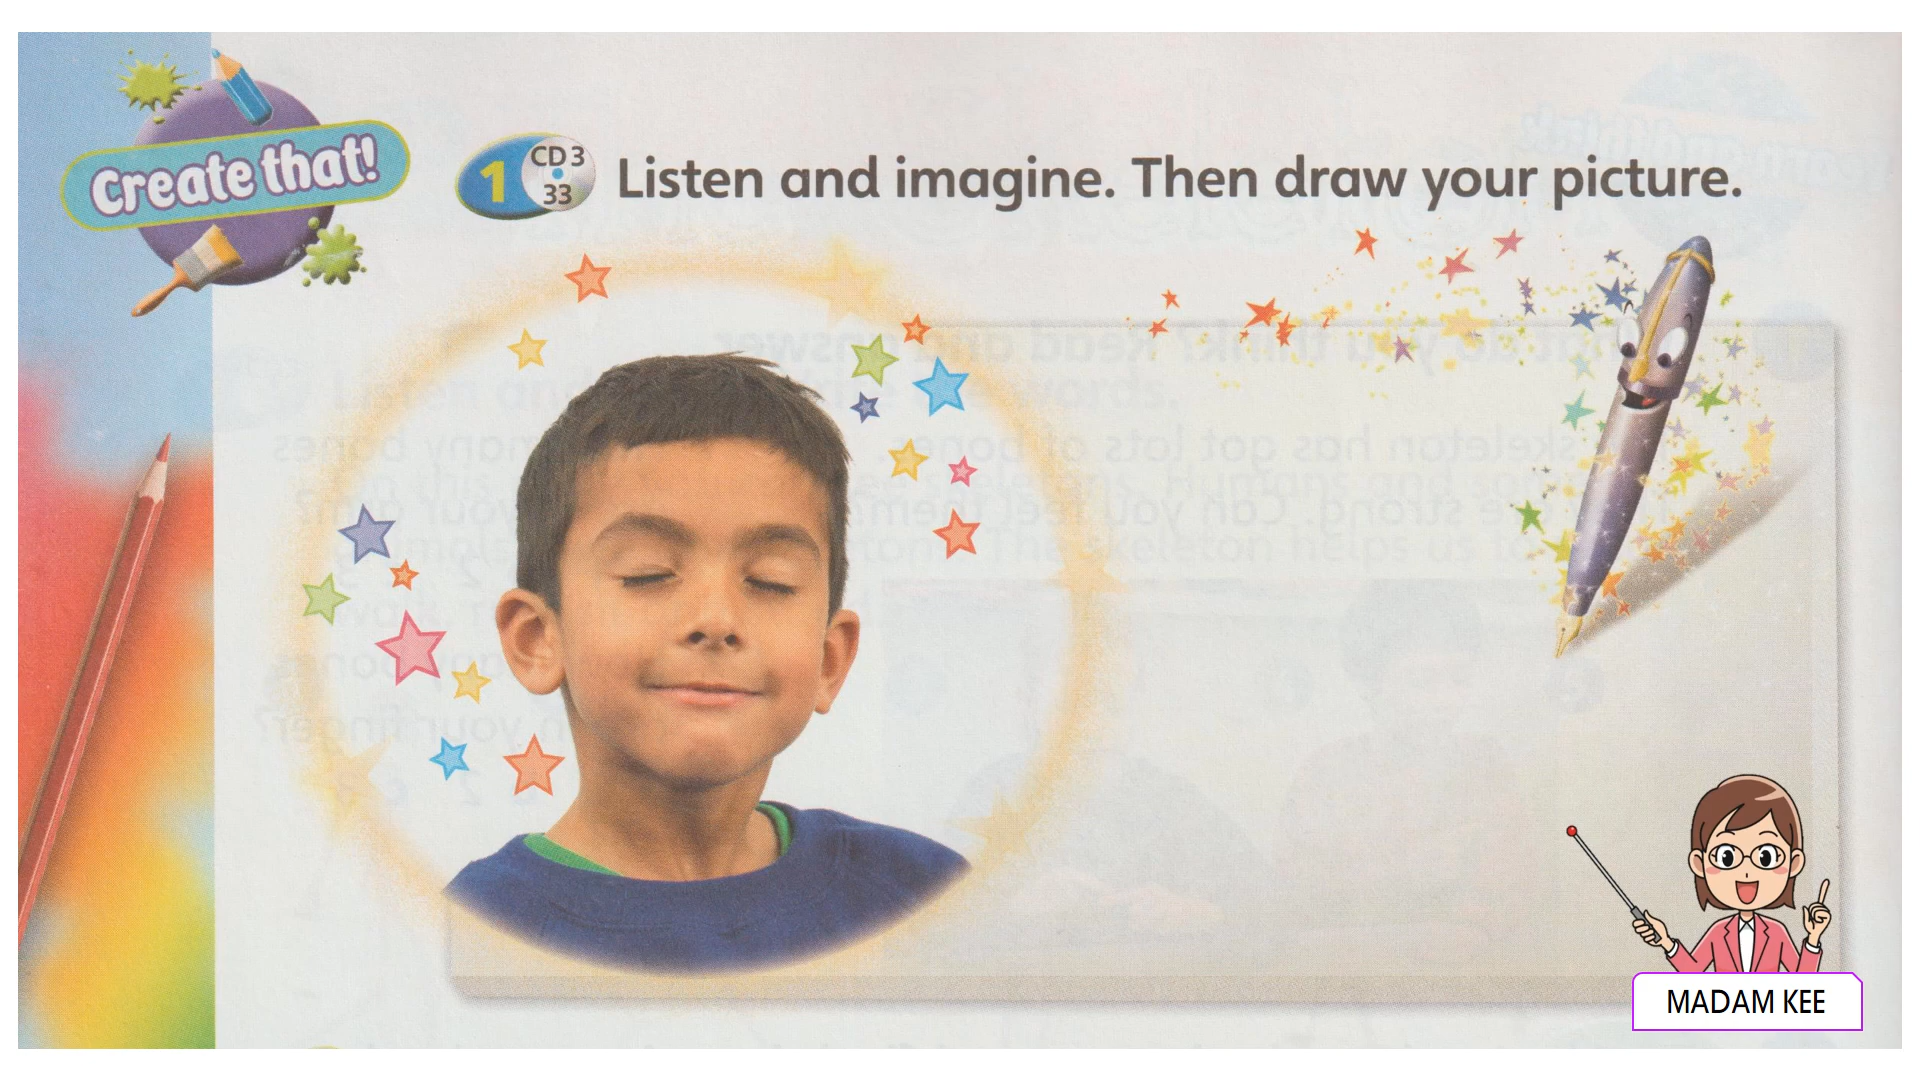 Create that!
1 CD 3 33 Listen and imagine. Then draw your picture.
MADAM KEE